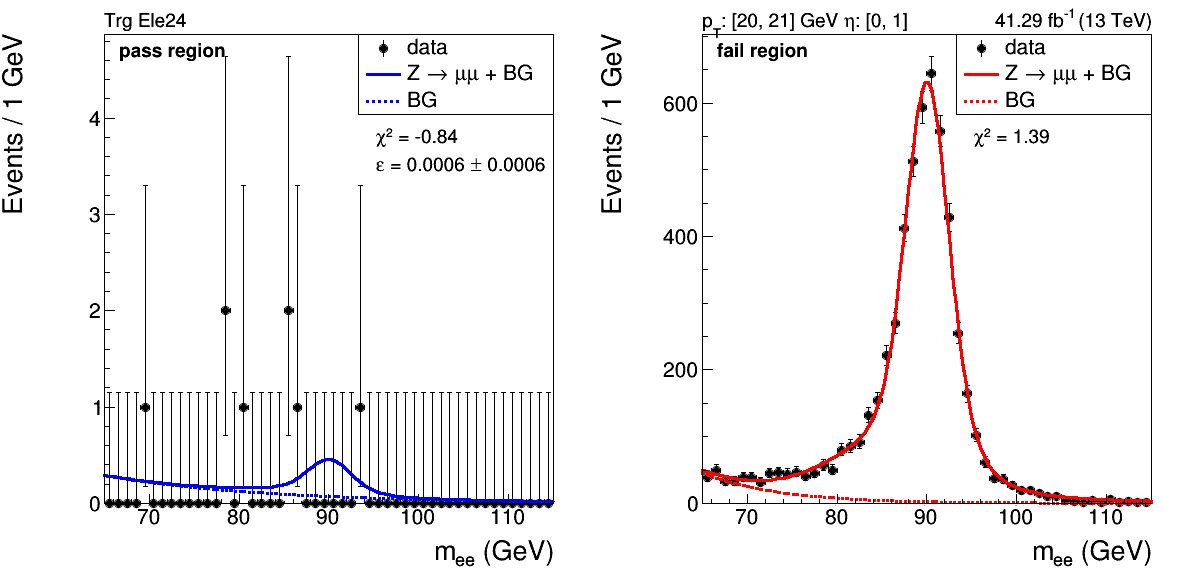 Trg Ele24
pass region
data
Z → μμ + BG
BG
χ² = -0.84
ε = 0.0006 ± 0.0006
Events / 1 GeV
4
3
2
1
0
70 80 90 100 110
m_ee (GeV)
p_T: [20, 21] GeV η: [0, 1] 41.29 fb⁻¹ (13 TeV)
fail region
data
Z → μμ + BG
BG
χ² = 1.39
Events / 1 GeV
600
400
200
0
70 80 90 100 110
m_ee (GeV)